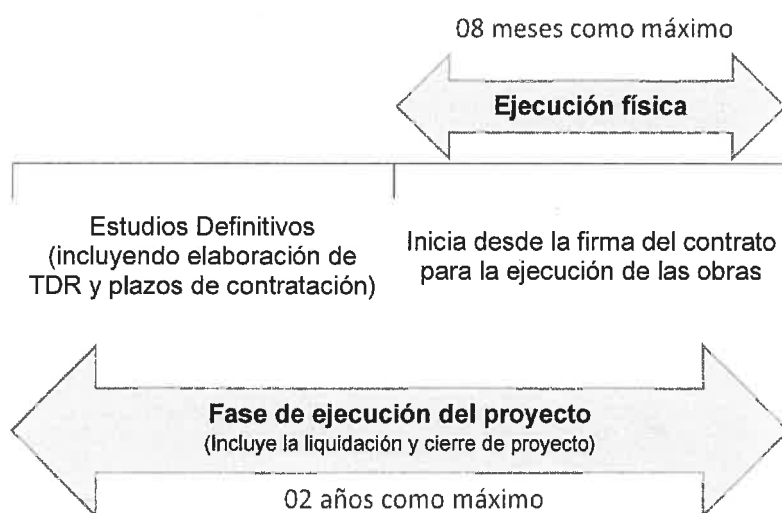 08 meses como máximo
Ejecución física
Estudios Definitivos
(incluyendo elaboración de
TDR y plazos de contratación)
Inicia desde la firma del contrato
para la ejecución de las obras
Fase de ejecución del proyecto
(Incluye la liquidación y cierre de proyecto)
02 años como máximo